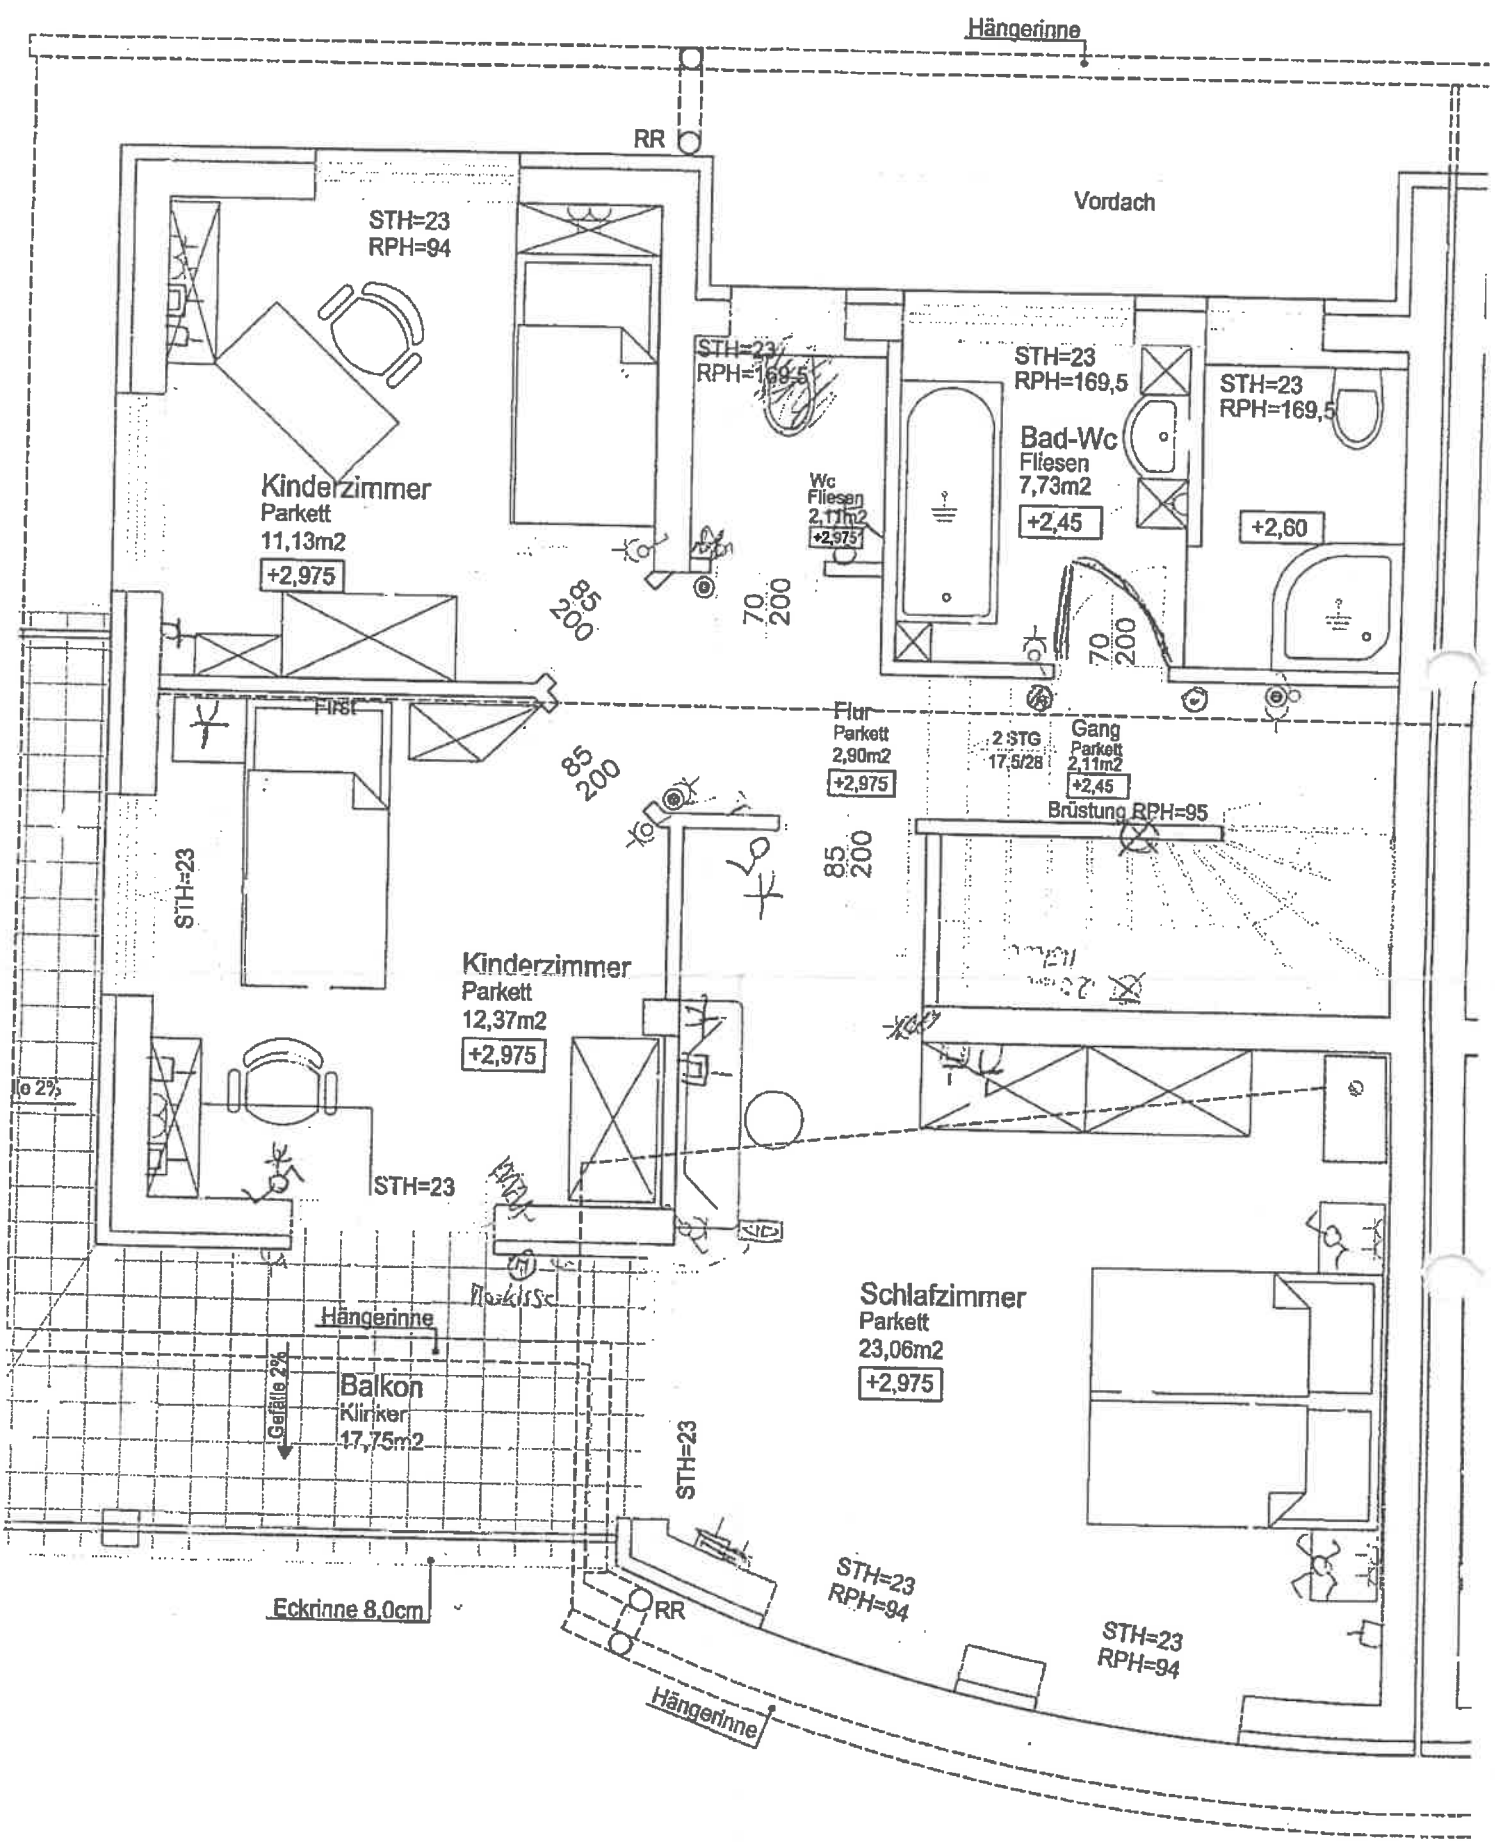 Hängerinne
RR
Vordach
STH=23
RPH=94
STH=23
RPH=169,5
STH=23
RPH=169,5
STH=23
RPH=169,5
Bad-Wc
Fliesen
7,73m2
+2,45
+2,60
Wc
Fliesen
2,11m2
+2,975
Kinderzimmer
Parkett
11,13m2
+2,975
85
200
70
200
70
200
First
Flur
Parkett
2,90m2
+2,975
2 STG
17,5/28
Gang
Parkett
2,11m2
+2,45
Brüstung RPH=95
85
200
85
200
STH=23
Kinderzimmer
Parkett
12,37m2
+2,975
le 2%
STH=23
Markise
Schlafzimmer
Parkett
23,06m2
+2,975
Hängerinne
Gefälle 2%
Balkon
Klinker
17,75m2
STH=23
STH=23
RPH=94
Eckrinne 8,0cm
RR
STH=23
RPH=94
Hängerinne